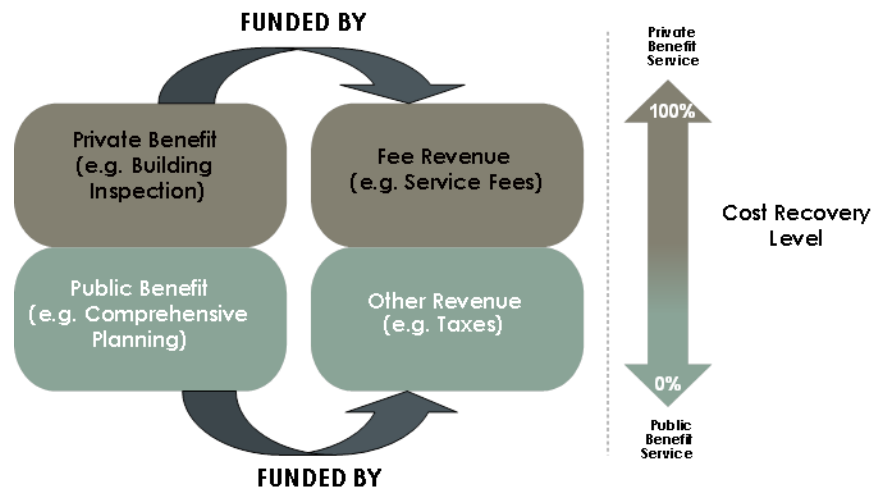 FUNDED BY
Private Benefit
(e.g. Building
Inspection)
Fee Revenue
(e.g. Service Fees)
Public Benefit
(e.g. Comprehensive
Planning)
Other Revenue
(e.g. Taxes)
FUNDED BY
Private
Benefit
Service
100%
Cost Recovery
Level
0%
Public
Benefit
Service